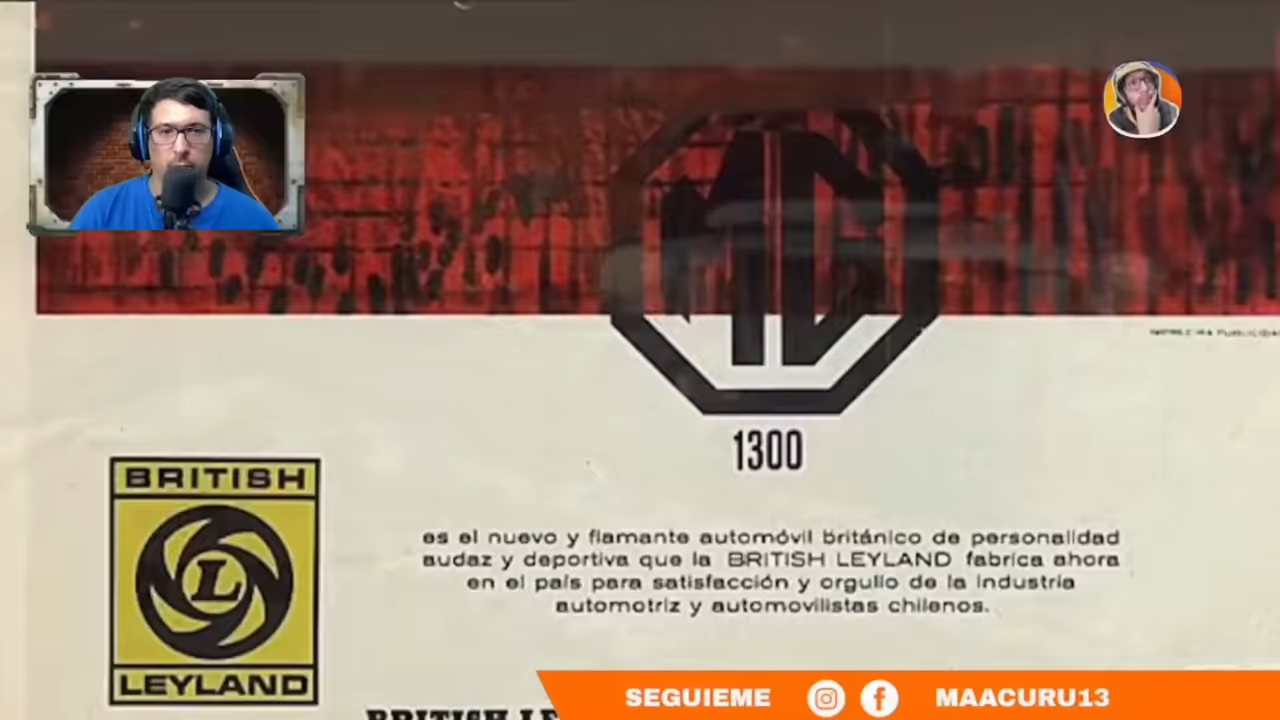 MG
1300
BRITISH
L
LEYLAND
es el nuevo y flamante automóvil británico de personalidad
audaz y deportiva que la BRITISH LEYLAND fabrica ahora
en el país para satisfacción y orgullo de la industria
automotriz y automovilistas chilenos.
BRITISH
SEGUIEME MAACURU13